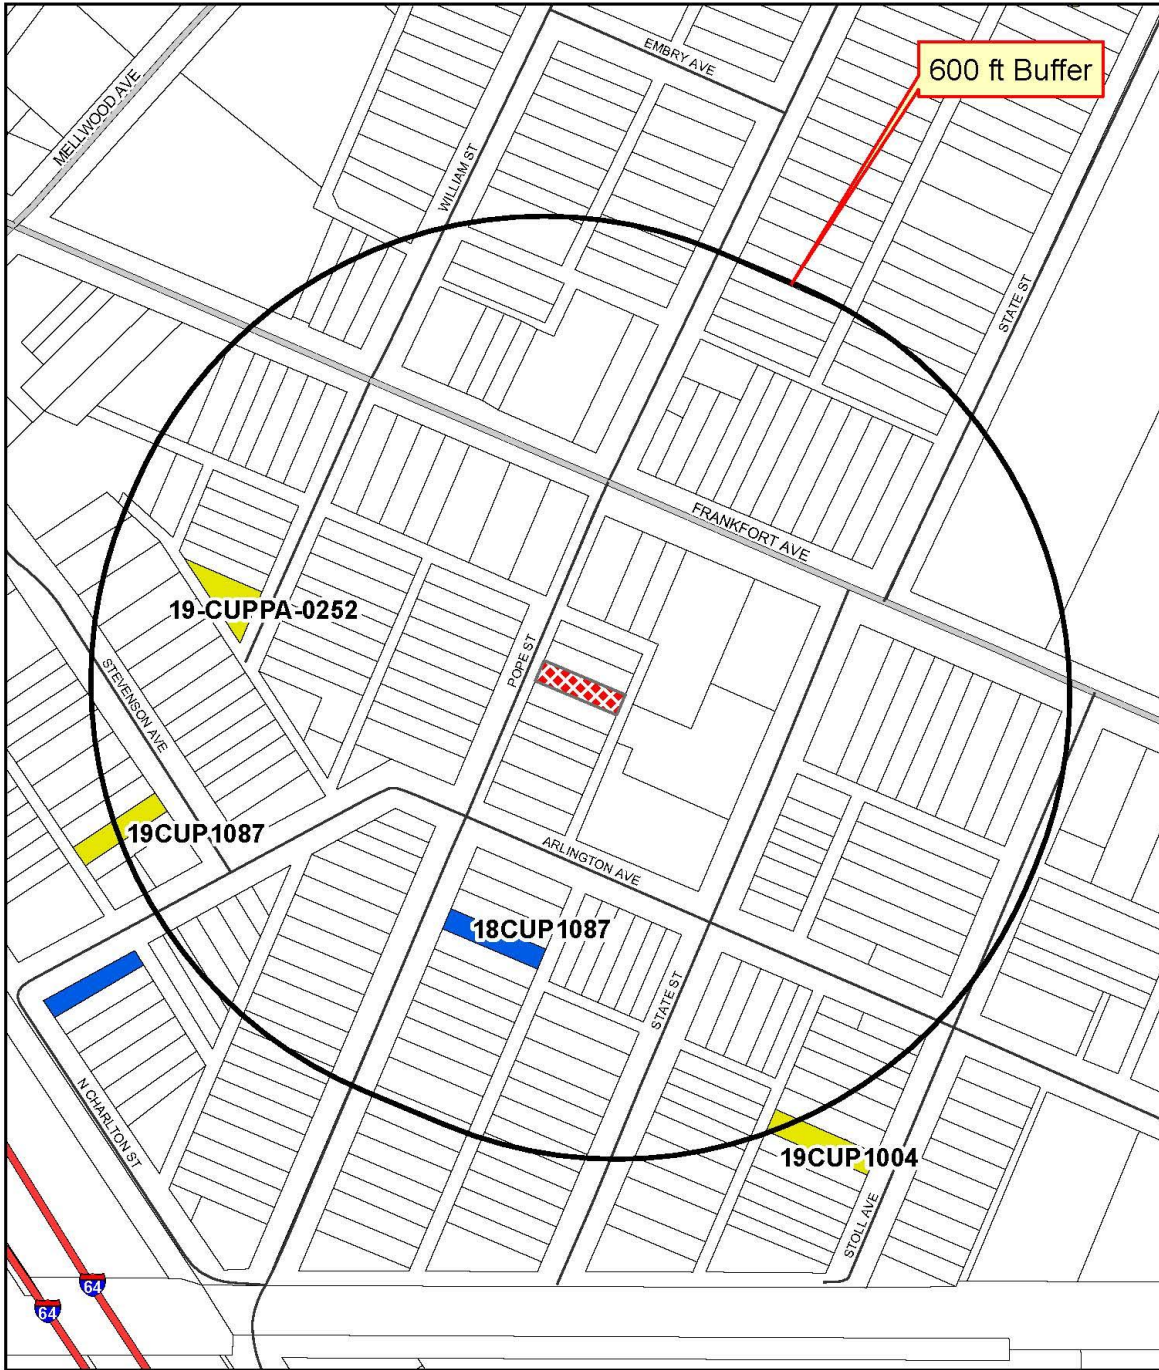 EMBRY AVE
600 ft Buffer
MELLWOOD AVE
WILLIAM ST
STATE ST
FRANKFORT AVE
19-CUPPA-0252
POPE ST
STEVENSON AVE
19CUP1087
ARLINGTON AVE
18CUP1087
STATE ST
N CHARLTON ST
19CUP1004
STOLL AVE
64
64